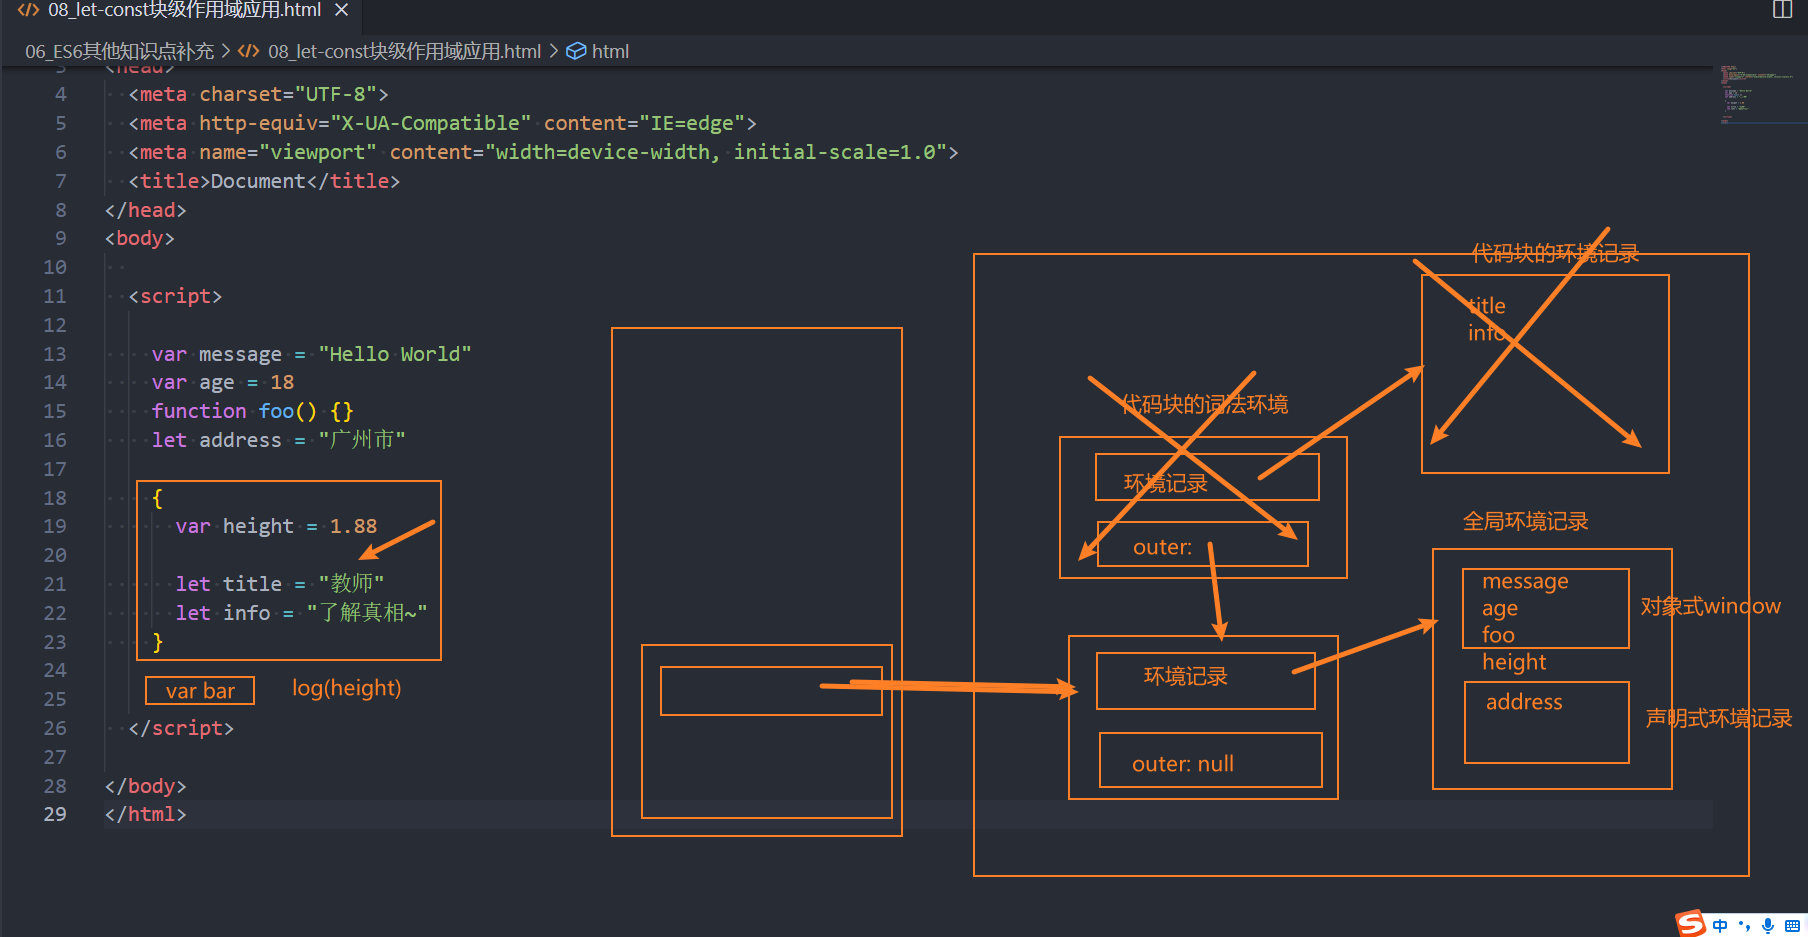 08_let-const块级作用域应用.html
06_ES6其他知识点补充 > 08_let-const块级作用域应用.html > html
3 <head>
4 <meta charset="UTF-8">
5 <meta http-equiv="X-UA-Compatible" content="IE=edge">
6 <meta name="viewport" content="width=device-width, initial-scale=1.0">
7 <title>Document</title>
8 </head>
9 <body>
10
11 <script>
12
13 var message = "Hello World"
14 var age = 18
15 function foo() {}
16 let address = "广州市"
17
18 {
19 var height = 1.88
20
21 let title = "教师"
22 let info = "了解真相~"
23 }
24
25
26 </script>
27
28 </body>
29 </html>
var bar
log(height)
代码块的环境记录
title
info
代码块的词法环境
环境记录
outer:
环境记录
outer: null
全局环境记录
message
age
foo
height
对象式window
address
声明式环境记录
中